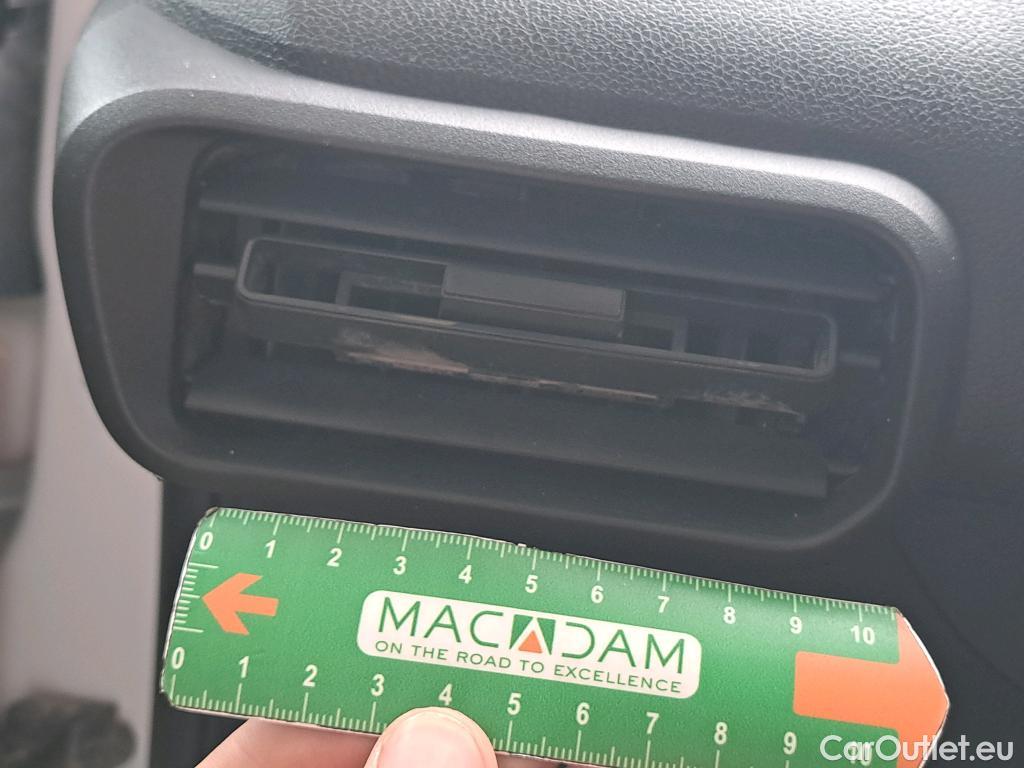 0 1 2 3 4 5 6 7 8 9 10
MACADAM
ON THE ROAD TO EXCELLENCE
0 1 2 3 4 5 6 7 8 9 10
CarOutlet.eu